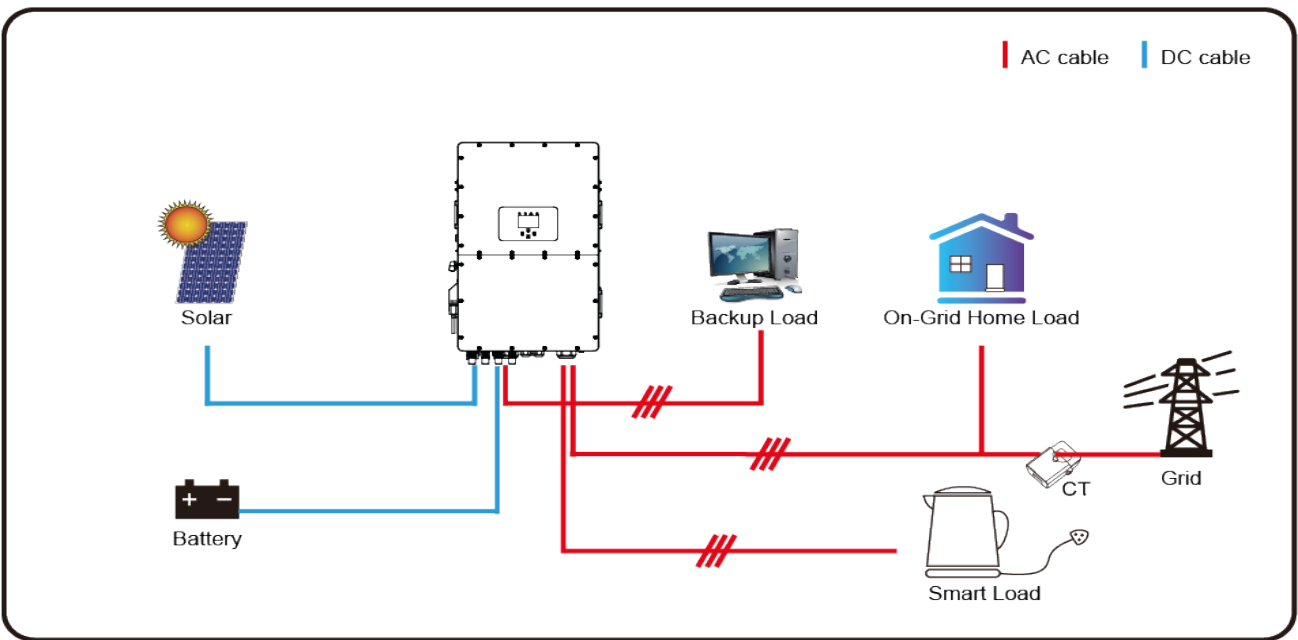 AC cable
DC cable
Solar
Backup Load
On-Grid Home Load
Grid
CT
Battery
+ −
Smart Load